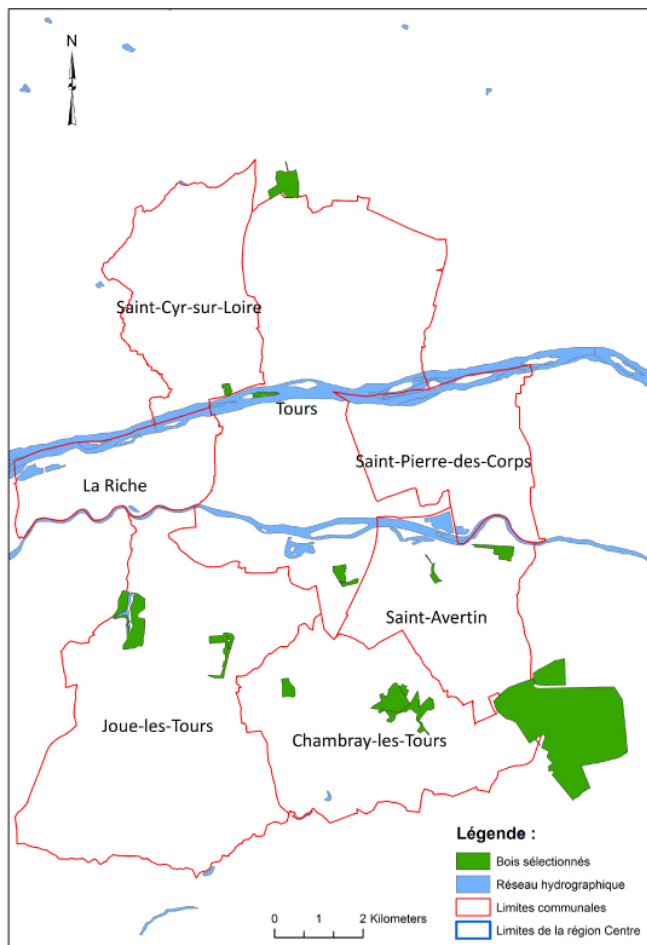 N
Saint-Cyr-sur-Loire
Tours
Saint-Pierre-des-Corps
La Riche
Saint-Avertin
Joue-les-Tours
Chambray-les-Tours
Légende :
Bois sélectionnés
Réseau hydrographique
Limites communales
Limites de la région Centre
0 1 2 Kilometers